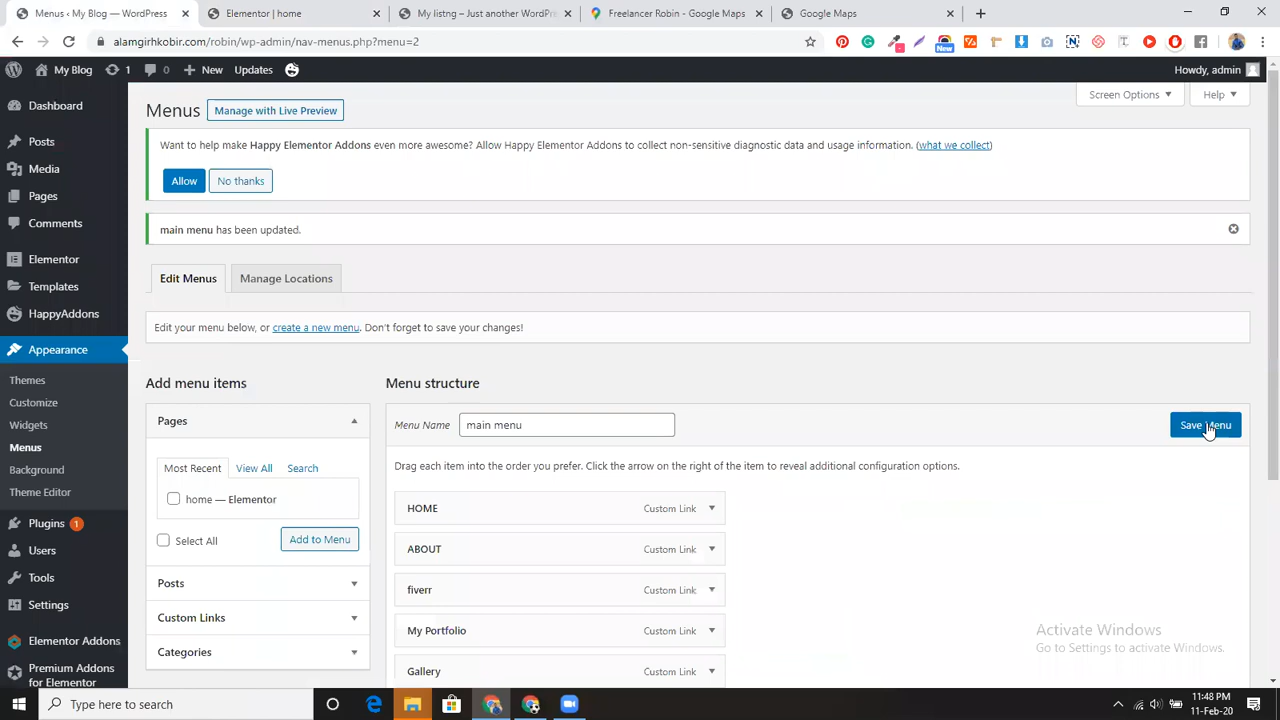 Menus ‹ My Blog — WordPress
Elementor | home
My listng – Just another WordPre
Freelancer Robin - Google Maps
Google Maps
alamgirhkobir.com/robin/wp-admin/nav-menus.php?menu=2
New
My Blog
1
0
New
Updates
Howdy, admin
Dashboard
Posts
Media
Pages
Comments
Elementor
Templates
HappyAddons
Appearance
Themes
Customize
Widgets
Menus
Background
Theme Editor
Plugins 1
Users
Tools
Settings
Elementor Addons
Premium Addons
for Elementor
Screen Options
Help
Menus
Manage with Live Preview
Want to help make Happy Elementor Addons even more awesome? Allow Happy Elementor Addons to collect non-sensitive diagnostic data and usage information. (what we collect)
Allow
No thanks
main menu has been updated.
Edit Menus
Manage Locations
Edit your menu below, or create a new menu. Don't forget to save your changes!
Add menu items
Pages
Most Recent
View All
Search
home — Elementor
Select All
Add to Menu
Posts
Custom Links
Categories
Menu structure
Menu Name
main menu
Save Menu
Drag each item into the order you prefer. Click the arrow on the right of the item to reveal additional configuration options.
HOME Custom Link
ABOUT Custom Link
fiverr Custom Link
My Portfolio Custom Link
Gallery Custom Link
Activate Windows
Go to Settings to activate Windows.
Type here to search
11:48 PM
11-Feb-20